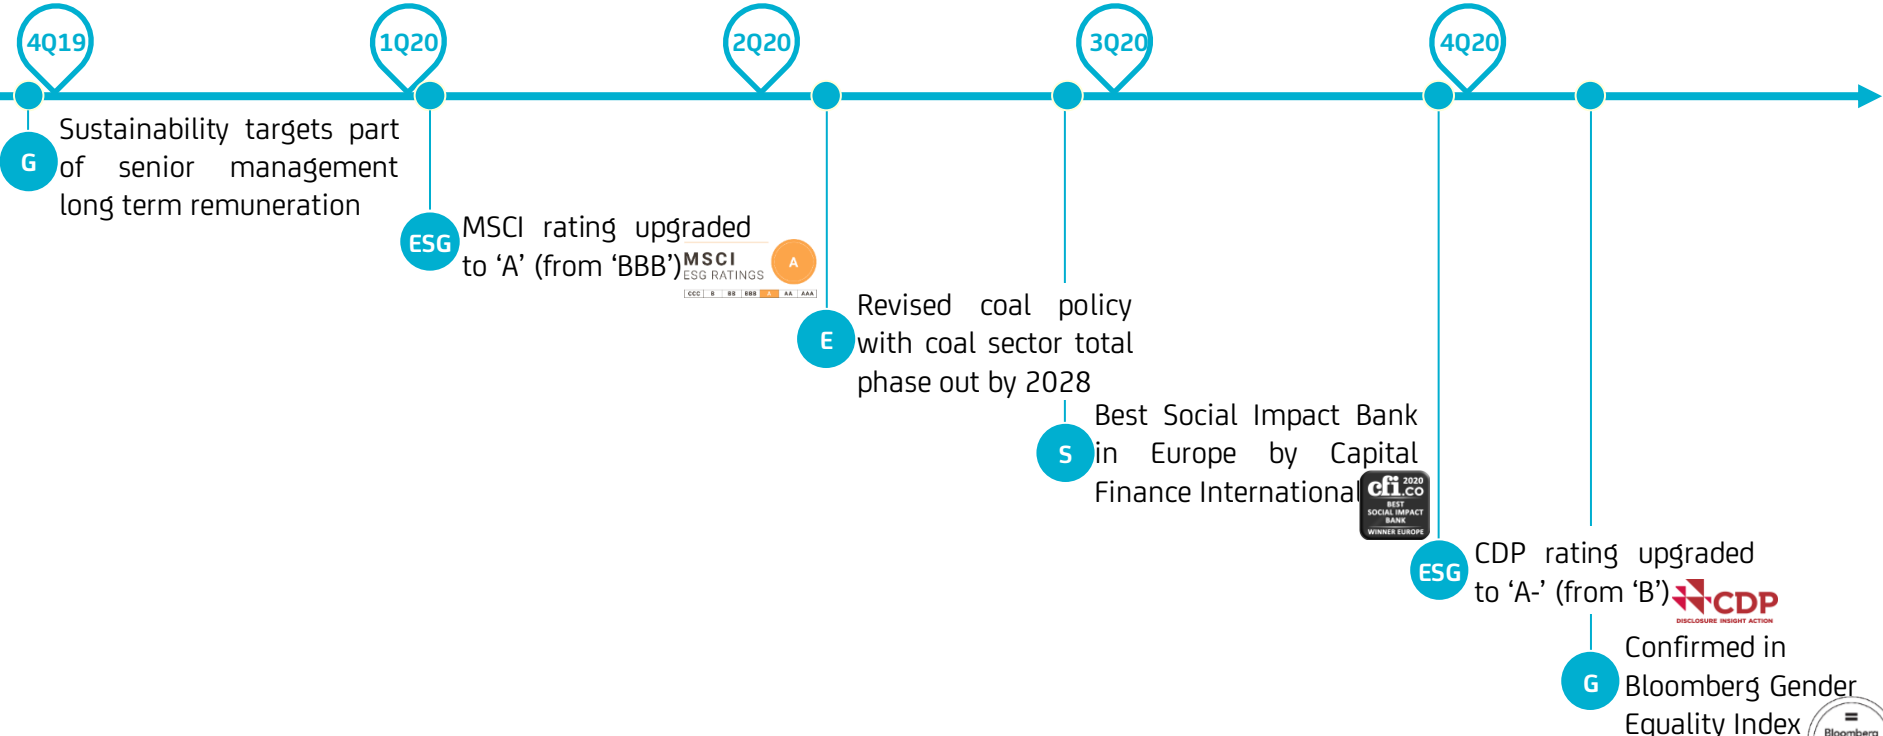 4Q19
1Q20
2Q20
3Q20
4Q20
G
Sustainability targets part
of senior management
long term remuneration
ESG
MSCI rating upgraded
to ‘A’ (from ‘BBB’)
MSCI
ESG RATINGS
A
CCC B BB BBB A AA AAA
E
Revised coal policy
with coal sector total
phase out by 2028
S
Best Social Impact Bank
in Europe by Capital
Finance International
cfi.co 2020
BEST
SOCIAL IMPACT
BANK
WINNER EUROPE
ESG
CDP rating upgraded
to ‘A-’ (from ‘B’)
CDP
DISCLOSURE INSIGHT ACTION
G
Confirmed in
Bloomberg Gender
Equality Index
Bloomberg